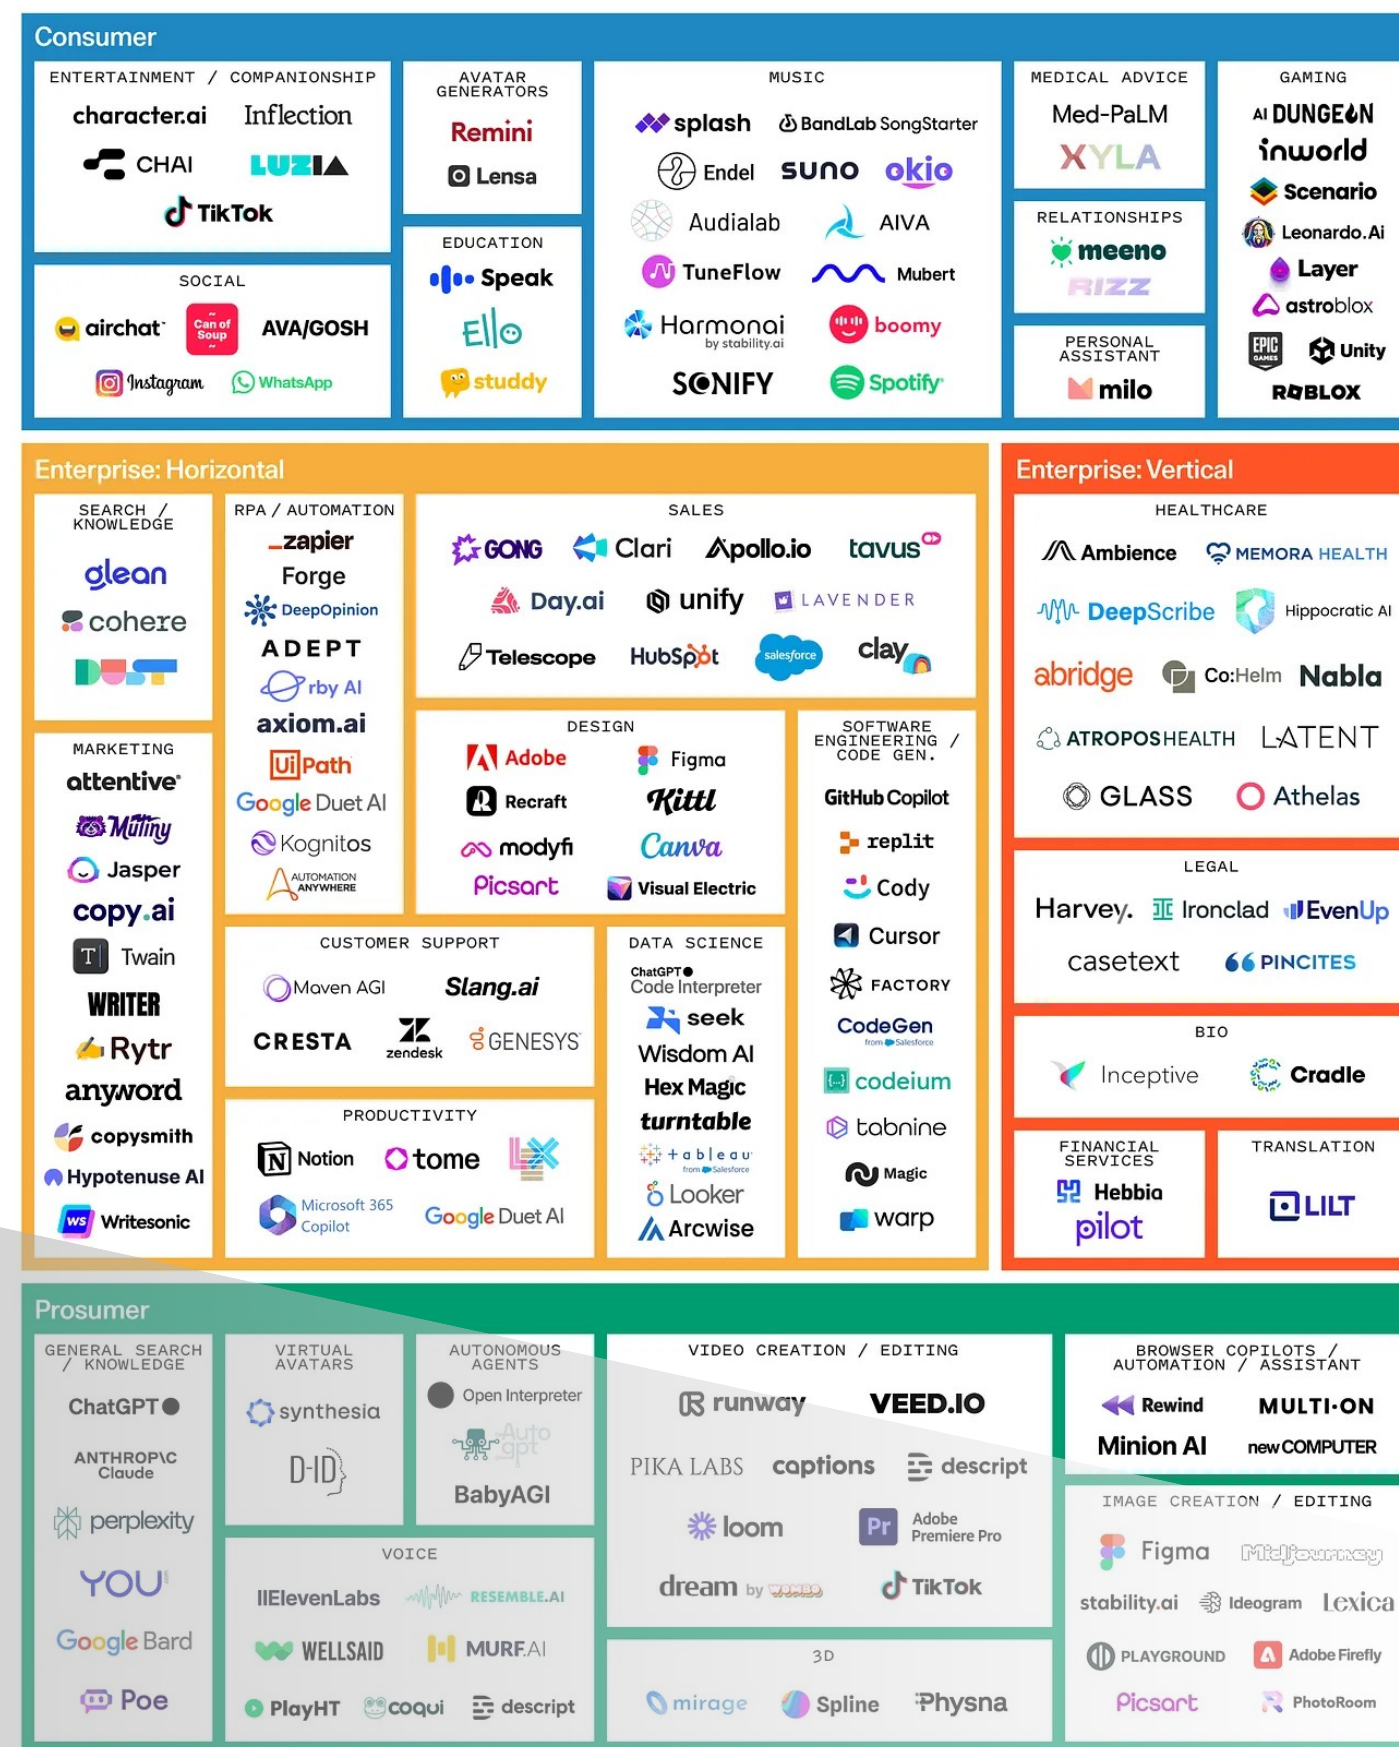 Consumer
ENTERTAINMENT / COMPANIONSHIP
character.ai Inflection
CHAI LUZIA
TikTok
SOCIAL
airchat Can of Soup AVA/GOSH
Instagram WhatsApp
AVATAR
GENERATORS
Remini
Lensa
EDUCATION
Speak
Ello
studdy
MUSIC
splash BandLab SongStarter
Endel suno okio
Audialab AIVA
TuneFlow Mubert
Harmonai boomy
by stability.ai
SONIFY Spotify
MEDICAL ADVICE
Med-PaLM
XYLA
RELATIONSHIPS
meeno
RIZZ
PERSONAL
ASSISTANT
milo
GAMING
AI DUNGEON
inworld
Scenario
Leonardo.Ai
Layer
astroblox
EPIC GAMES Unity
ROBLOX
Enterprise: Horizontal
SEARCH /
KNOWLEDGE
glean
cohere
DUST
MARKETING
attentive
Mutiny
Jasper
copy.ai
T Twain
WRITER
Rytr
anyword
copysmith
Hypotenuse AI
WS Writesonic
RPA / AUTOMATION
_zapier
Forge
DeepOpinion
ADEPT
rby AI
axiom.ai
UiPath
Google Duet AI
Kognitos
AUTOMATION
ANYWHERE
SALES
GONG Clari Apollo.io tavus
Day.ai unify LAVENDER
Telescope HubSpot salesforce clay
DESIGN
Adobe Figma
Recraft Kittl
modyfi Canva
Picsart Visual Electric
SOFTWARE
ENGINEERING /
CODE GEN.
GitHub Copilot
replit
Cody
Cursor
FACTORY
CodeGen
from Salesforce
codeium
tabnine
Magic
warp
CUSTOMER SUPPORT
Maven AGI Slang.ai
CRESTA zendesk GENESYS
DATA SCIENCE
ChatGPT
Code Interpreter
seek
Wisdom AI
Hex Magic
turntable
+ableau
from Salesforce
Looker
Arcwise
PRODUCTIVITY
Notion tome LEX
Microsoft 365
Copilot
Google Duet AI
Enterprise: Vertical
HEALTHCARE
Ambience MEMORA HEALTH
DeepScribe Hippocratic AI
abridge Co:Helm Nabla
ATROPOS HEALTH LATENT
GLASS Athelas
LEGAL
Harvey. Ironclad EvenUp
casetext PINCITES
BIO
Inceptive Cradle
FINANCIAL
SERVICES
Hebbia
pilot
TRANSLATION
LILT
Prosumer
GENERAL SEARCH
/ KNOWLEDGE
ChatGPT
ANTHROP\C
Claude
perplexity
YOU
Google Bard
Poe
VIRTUAL
AVATARS
synthesia
D-ID
AUTONOMOUS
AGENTS
Open Interpreter
Auto
gpt
BabyAGI
VOICE
IIElevenLabs RESEMBLE.AI
WELLSAID MURF.AI
PlayHT coqui descript
VIDEO CREATION / EDITING
runway VEED.IO
PIKA LABS captions descript
loom Pr Adobe
Premiere Pro
dream by WOMBO TikTok
3D
mirage Spline Physna
BROWSER COPILOTS /
AUTOMATION / ASSISTANT
Rewind MULTI·ON
Minion AI new COMPUTER
IMAGE CREATION / EDITING
Figma Midjourney
stability.ai Ideogram Lexica
PLAYGROUND Adobe Firefly
Picsart PhotoRoom